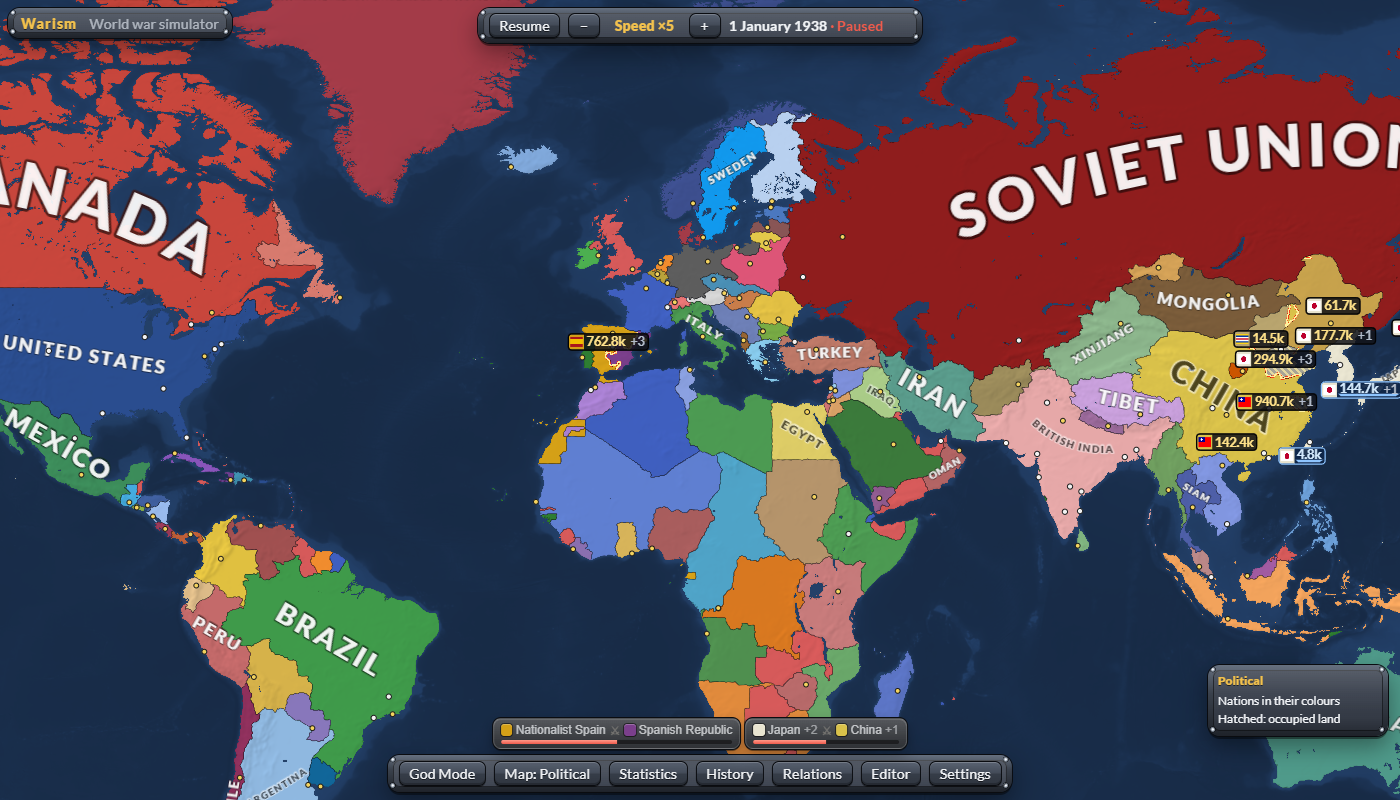 Warism World war simulator
Resume − Speed ×5 + 1 January 1938 · Paused
ANADA
UNITED STATES
MEXICO
BRAZIL
PERU
ARGENTINA
LE
SWEDEN
ITALY
TURKEY
IRAQ
IRAN
EGYPT
OMAN
SOVIET UNION
MONGOLIA
XINJIANG
CHINA
TIBET
BRITISH INDIA
SIAM
762.8k +3
61.7k
14.5k
177.7k +1
294.9k +3
144.7k +1
940.7k +1
142.4k
4.8k
Political
Nations in their colours
Hatched: occupied land
Nationalist Spain ⚔ Spanish Republic
Japan +2 ⚔ China +1
God Mode Map: Political Statistics History Relations Editor Settings